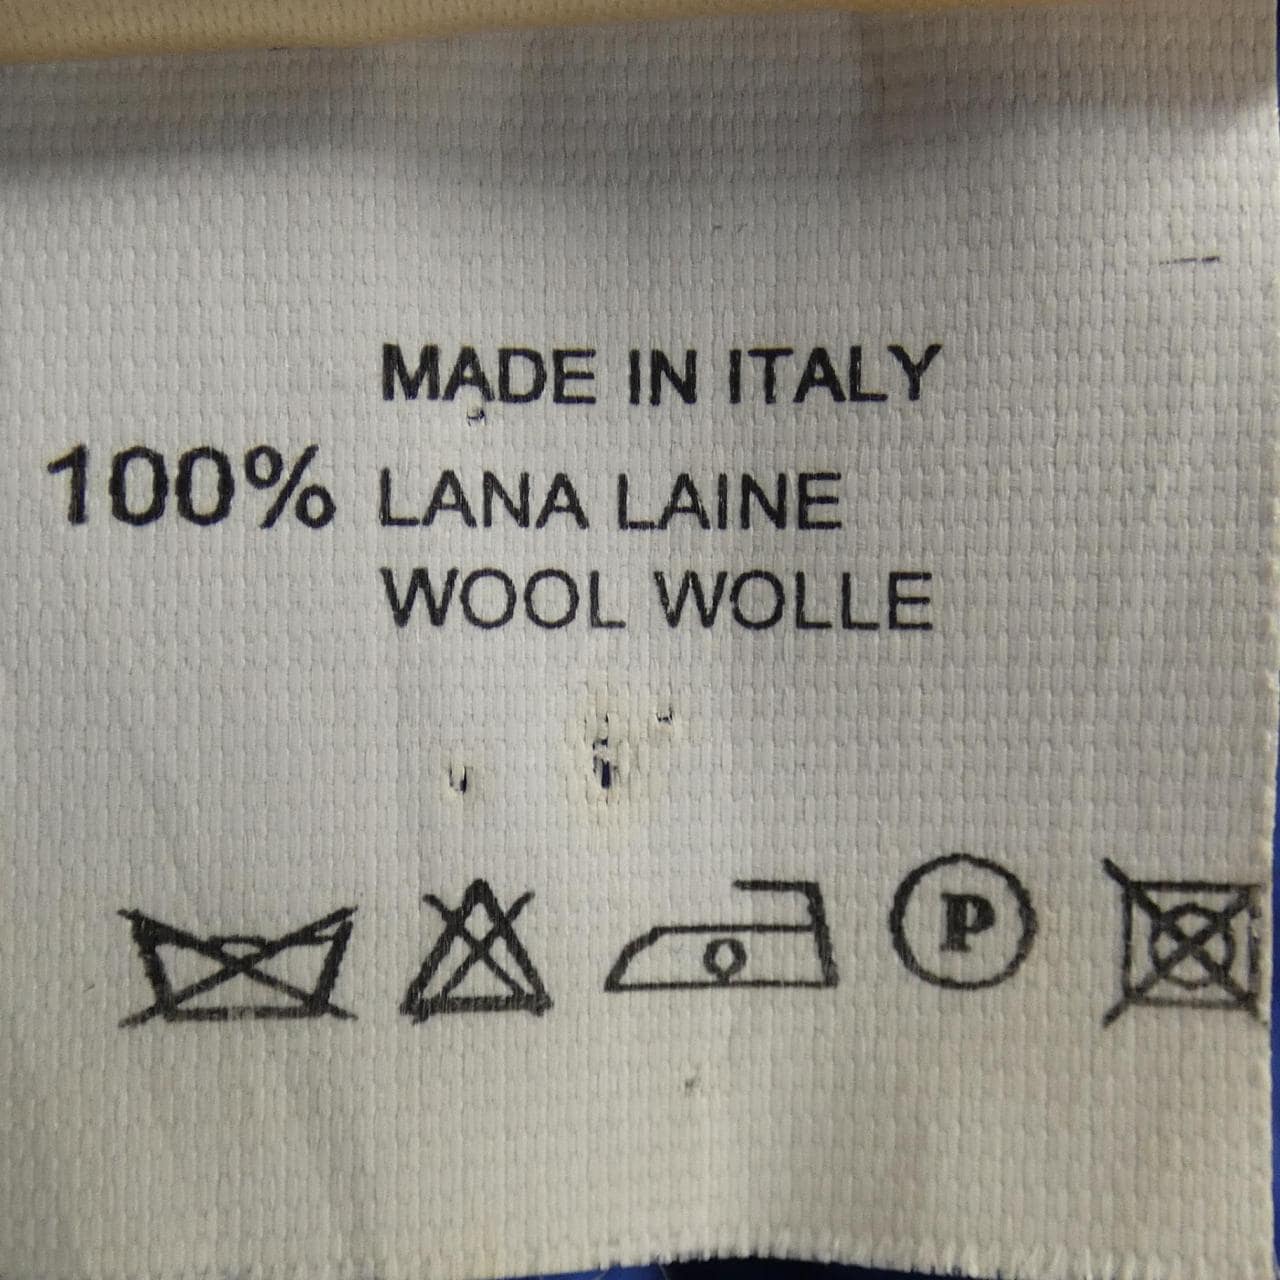 MADE IN ITALY
100% LANA LAINE
WOOL WOLLE
P